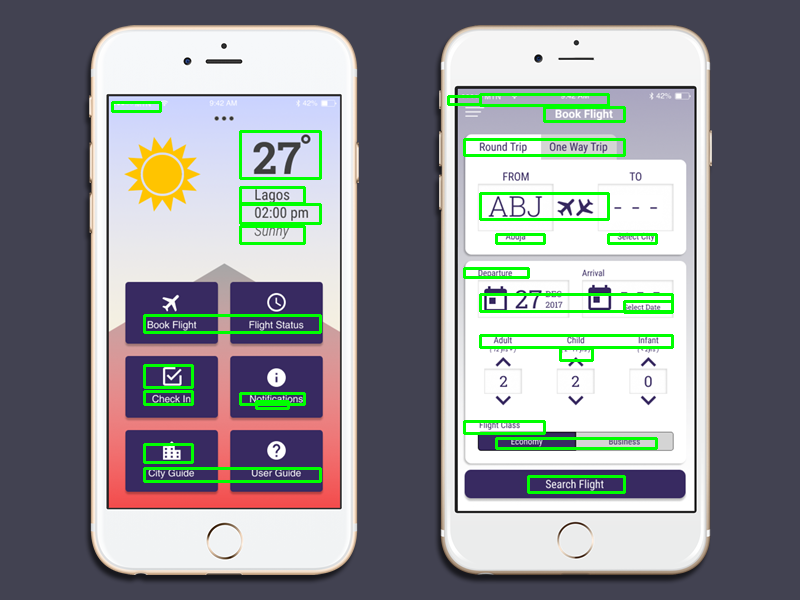 9:42 AM 42%
27°
Lagos
02:00 pm
Sunny
Book Flight Flight Status
Check In Notifications
City Guide User Guide
MTN 9:42 AM 42%
Book Flight
Round Trip One Way Trip
FROM TO
ABJ - - -
Abuja Select City
Departure Arrival
27 DEC 2017 - - -
Select Date
Adult Child Infant
2 2 0
Flight Class
Economy Business
Search Flight